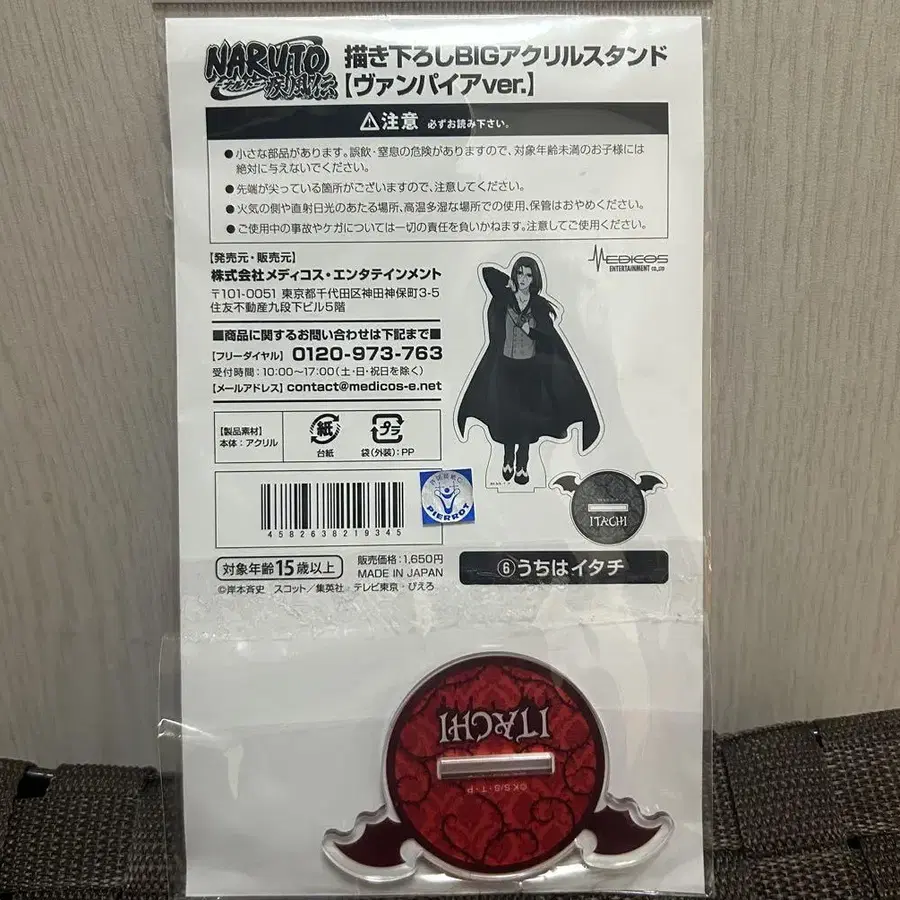 NARUTO
ナルト
疾風伝
描き下ろしBIGアクリルスタンド
【ヴァンパイアver.】
⚠注意 必ずお読み下さい。
●小さな部品があります。誤飲・窒息の危険がありますので、対象年齢未満のお子様には
絶対に与えないでください。
●先端が尖っている箇所がございますので、注意してください。
●火気の側や直射日光のあたる場所、高温多湿な場所での使用、保管はおやめください。
●ご使用中の事故やケガについては一切の責任を負いかねます。注意してご使用ください。
【発売元・販売元】
株式会社メディコス・エンタテインメント
〒101-0051 東京都千代田区神田神保町3-5
住友不動産九段下ビル5階
MEDICOS
ENTERTAINMENT CO.,LTD
■商品に関するお問い合わせは下記まで■
【フリーダイヤル】 0120-973-763
受付時間:10:00〜17:00(土・日・祝日を除く)
【メールアドレス】 contact@medicos-e.net
【製品素材】
本体:アクリル
紙
台紙
プラ
袋(外装):PP
4582638219345
PIERROT
ITACHI
対象年齢15歳以上
販売価格:1,650円
MADE IN JAPAN
⑥うちはイタチ
©岸本斉史 スコット/集英社 テレビ東京・ぴえろ
ITACHI
©KS/S・T・P